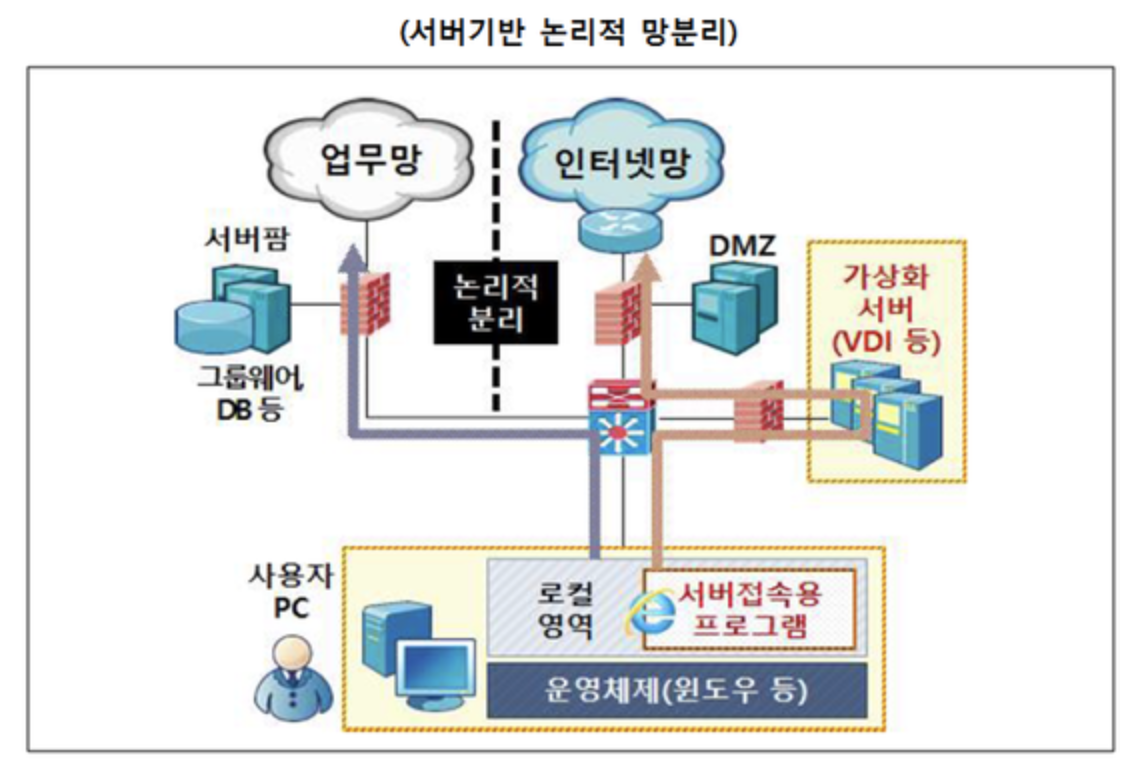 (서버기반 논리적 망분리)
업무망
인터넷망
서버팜
논리적
분리
DMZ
가상화
서버
(VDI 등)
그룹웨어,
DB 등
사용자
PC
로컬
영역
서버접속용
프로그램
운영체제(윈도우 등)